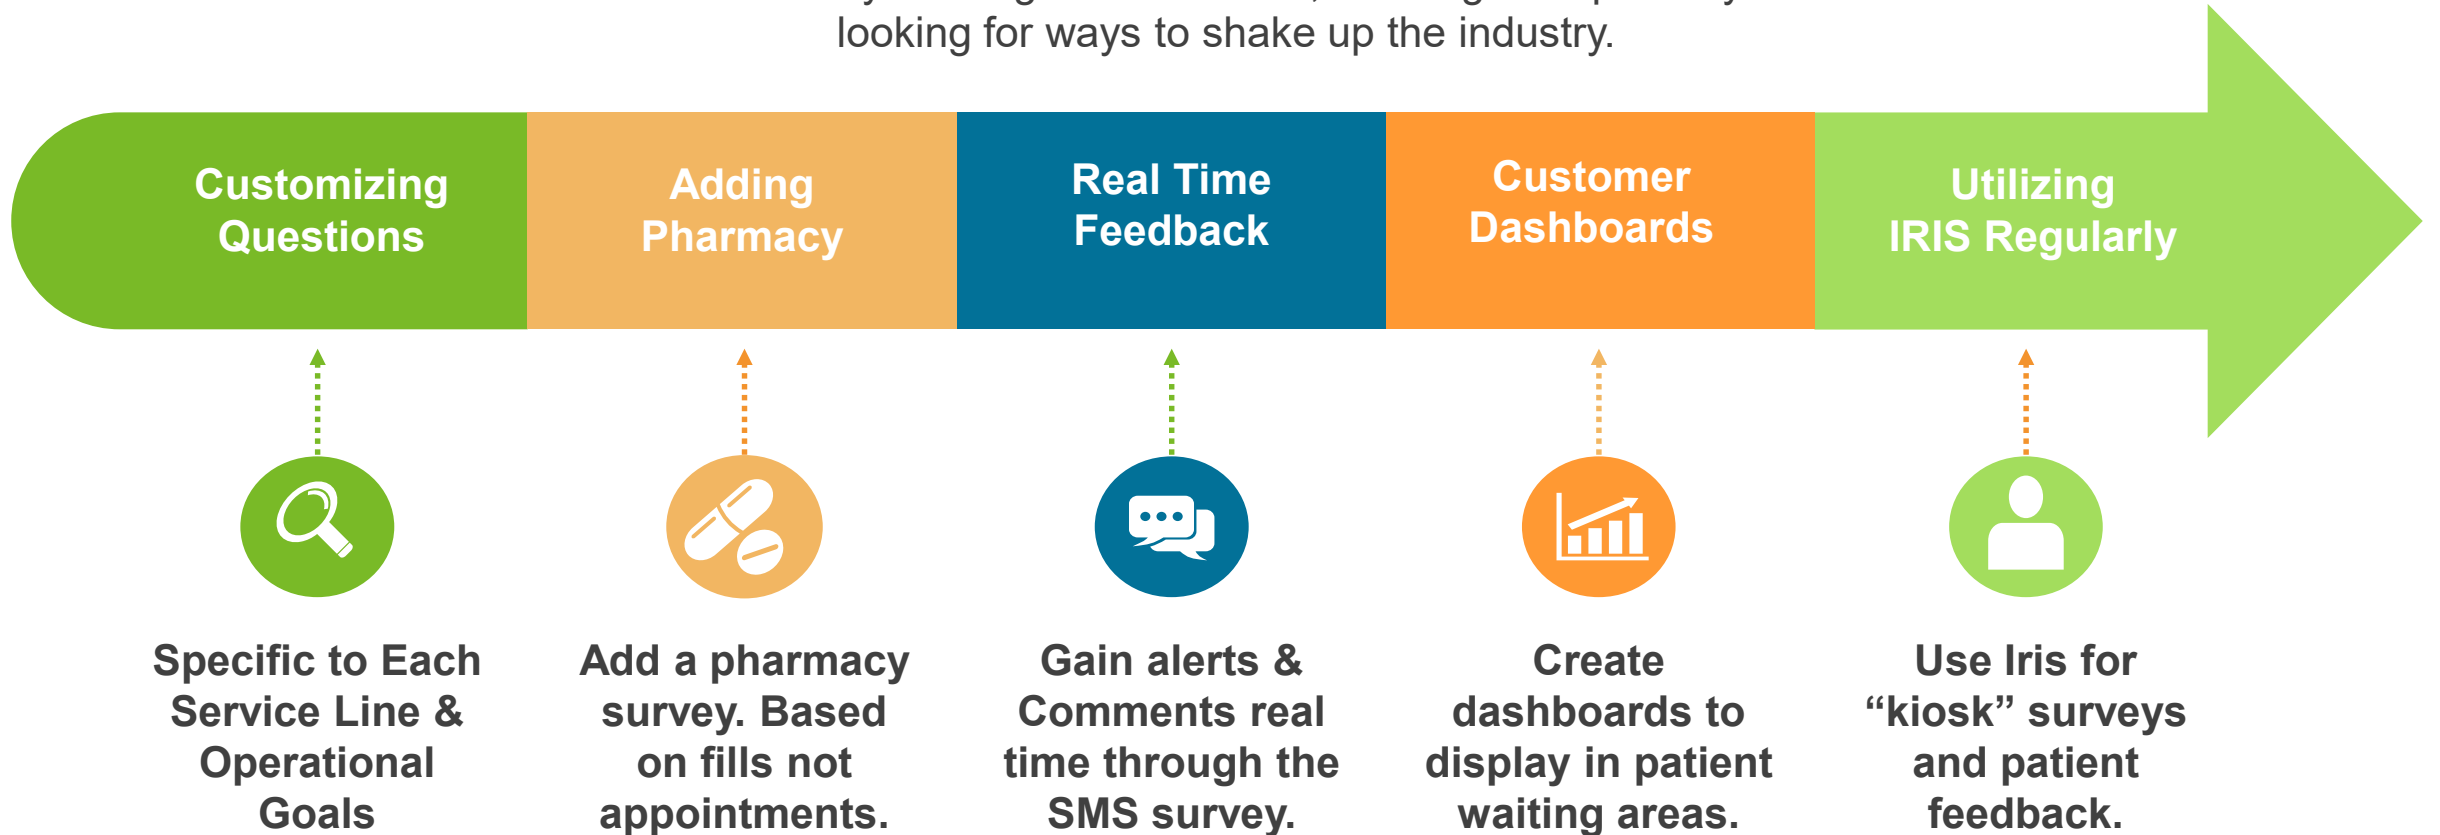 looking for ways to shake up the industry.
Customizing
Questions
Adding
Pharmacy
Real Time
Feedback
Customer
Dashboards
Utilizing
IRIS Regularly
Specific to Each
Service Line &
Operational
Goals
Add a pharmacy
survey. Based
on fills not
appointments.
Gain alerts &
Comments real
time through the
SMS survey.
Create
dashboards to
display in patient
waiting areas.
Use Iris for
“kiosk” surveys
and patient
feedback.